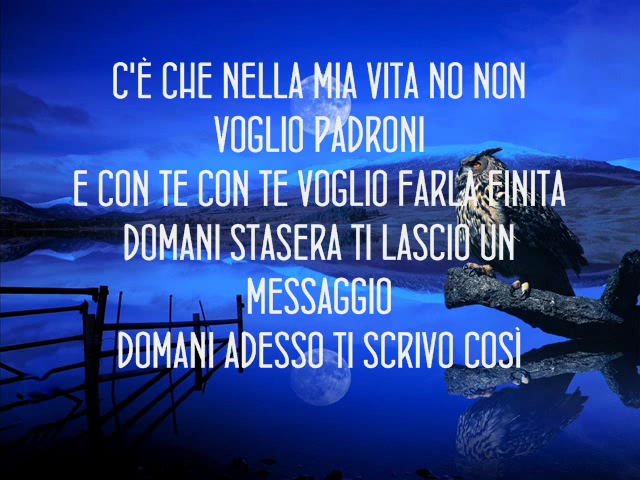 C'È CHE NELLA MIA VITA NO NON
VOGLIO PADRONI
E CON TE CON TE VOGLIO FARLA FINITA
DOMANI STASERA TI LASCIO UN
MESSAGGIO
DOMANI ADESSO TI SCRIVO COSÌ